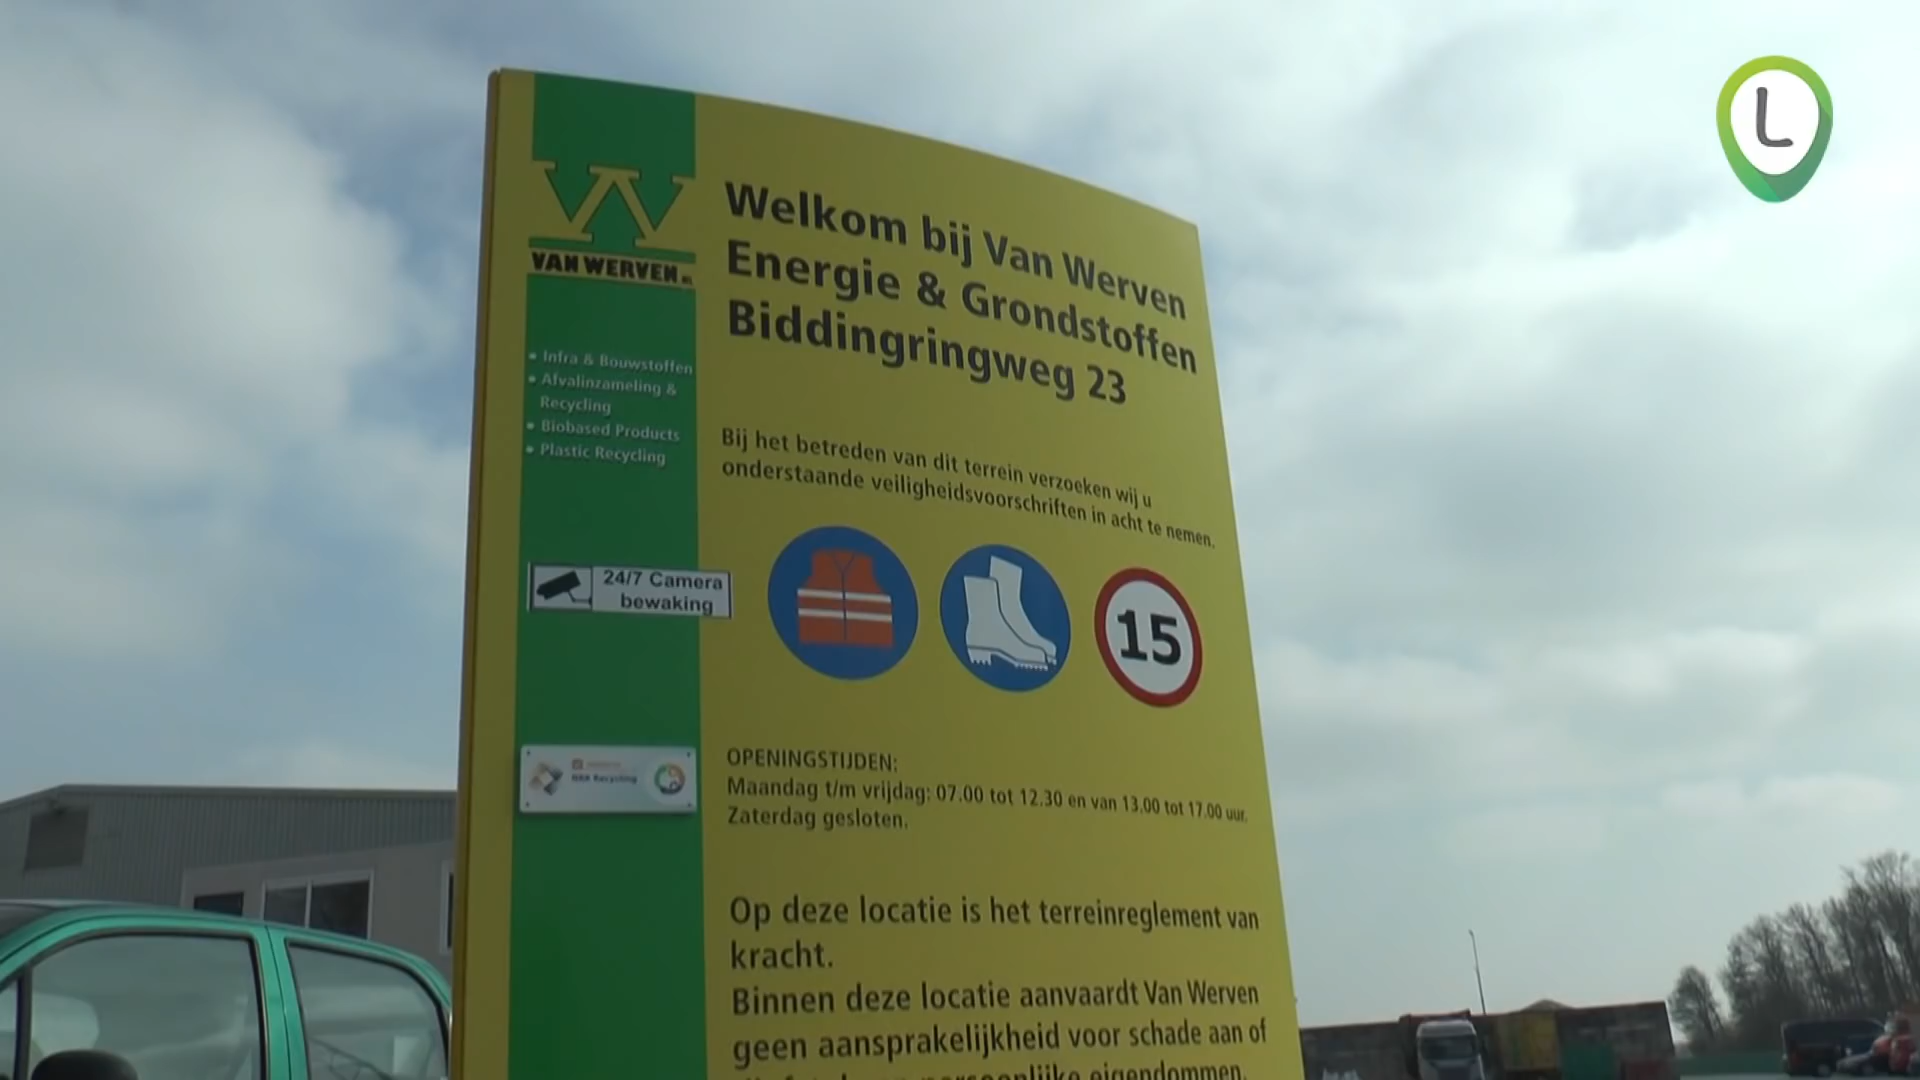 L
VAN WERVEN
Welkom bij Van Werven
Energie & Grondstoffen
Biddingringweg 23
• Infra & Bouwstoffen
• Afvalinzameling &
Recycling
• Biobased Products
• Plastic Recycling
Bij het betreden van dit terrein verzoeken wij u
onderstaande veiligheidsvoorschriften in acht te nemen.
24/7 Camera
bewaking
15
Recycling
OPENINGSTIJDEN:
Maandag t/m vrijdag: 07.00 tot 12.30 en van 13.00 tot 17.00 uur.
Zaterdag gesloten.
Op deze locatie is het terreinreglement van
kracht.
Binnen deze locatie aanvaardt Van Werven
geen aansprakelijkheid voor schade aan of
persoonlijke eigendommen.